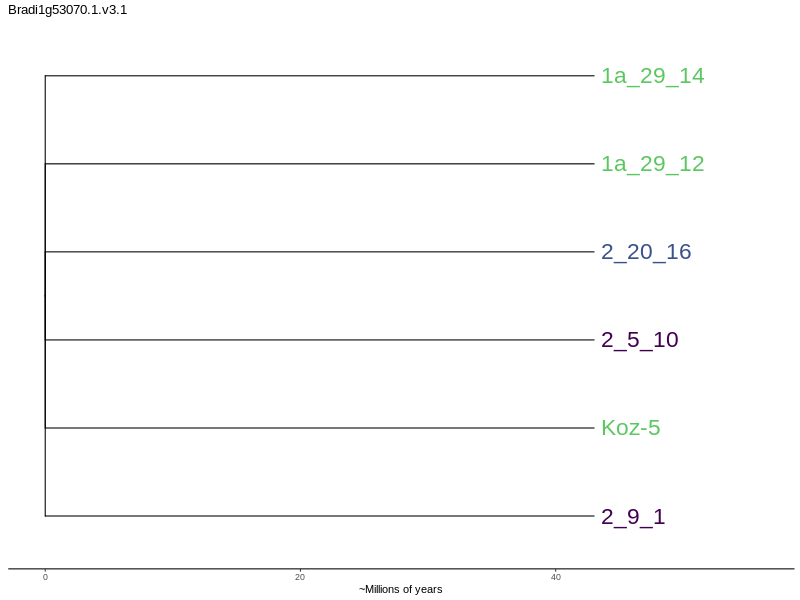 Bradi1g53070.1.v3.1
1a_29_14
1a_29_12
2_20_16
2_5_10
Koz-5
2_9_1
0 20 40
~Millions of years